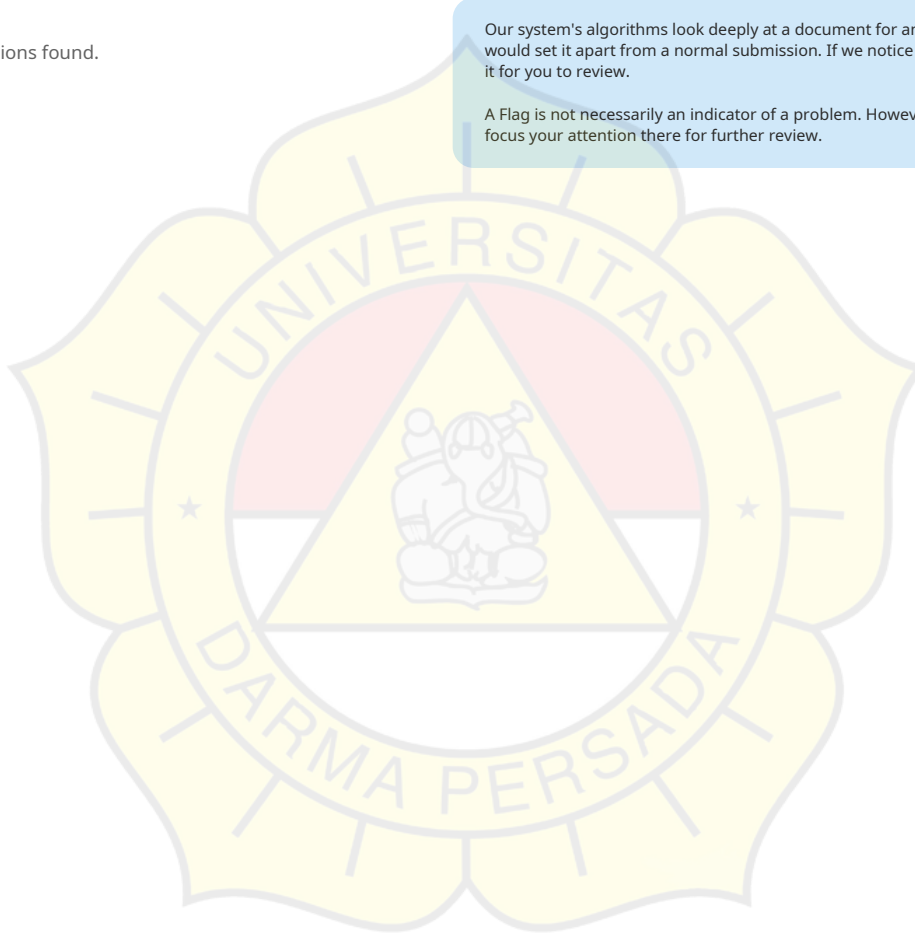 ions found.
Our system's algorithms look deeply at a document for
would set it apart from a normal submission. If we notice
it for you to review.
A Flag is not necessarily an indicator of a problem.
focus your attention there for further review.
UNIVERSITAS
DARMA PERSADA